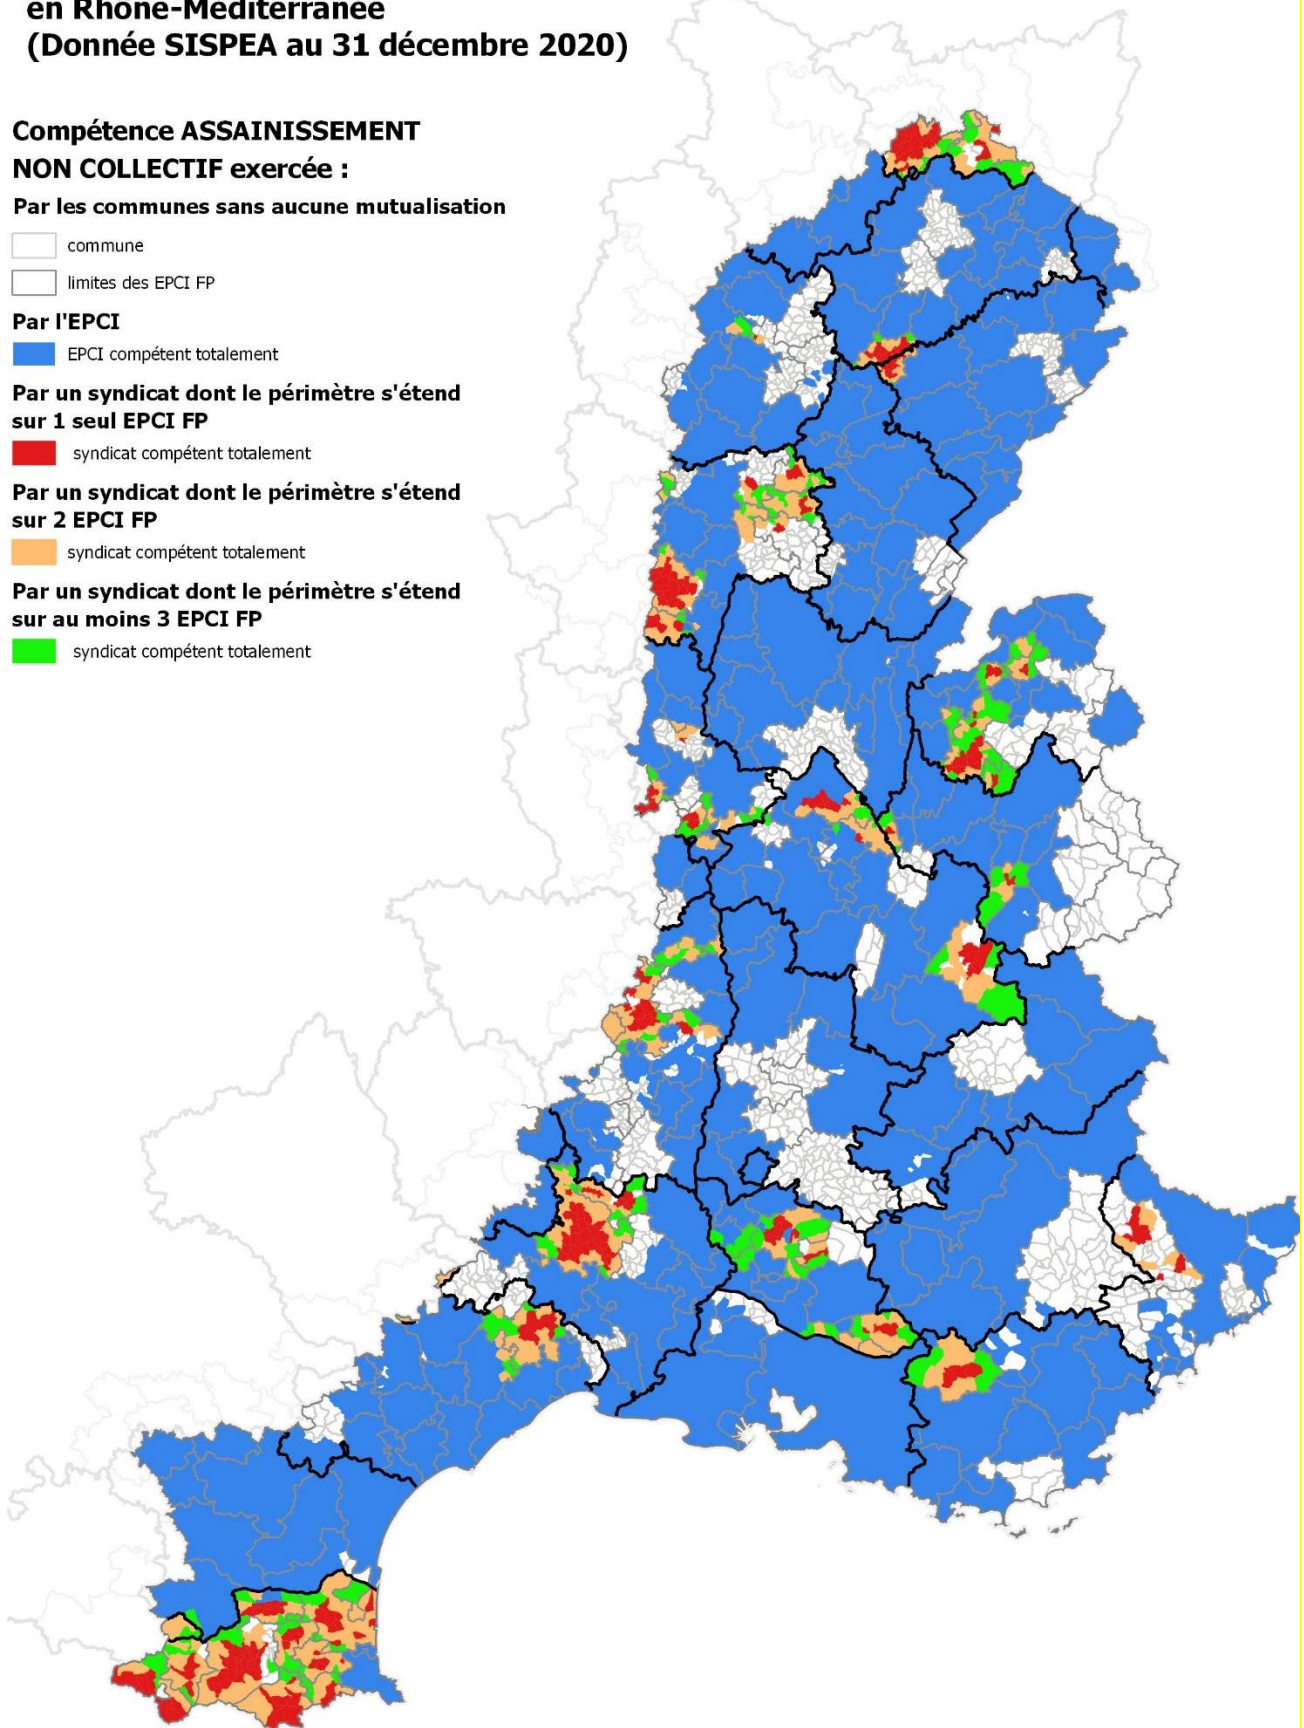 en Rhône-Méditerranée
(Donnée SISPEA au 31 décembre 2020)
Compétence ASSAINISSEMENT
NON COLLECTIF exercée :
Par les communes sans aucune mutualisation
commune
limites des EPCI FP
Par l'EPCI
EPCI compétent totalement
Par un syndicat dont le périmètre s'étend
sur 1 seul EPCI FP
syndicat compétent totalement
Par un syndicat dont le périmètre s'étend
sur 2 EPCI FP
syndicat compétent totalement
Par un syndicat dont le périmètre s'étend
sur au moins 3 EPCI FP
syndicat compétent totalement